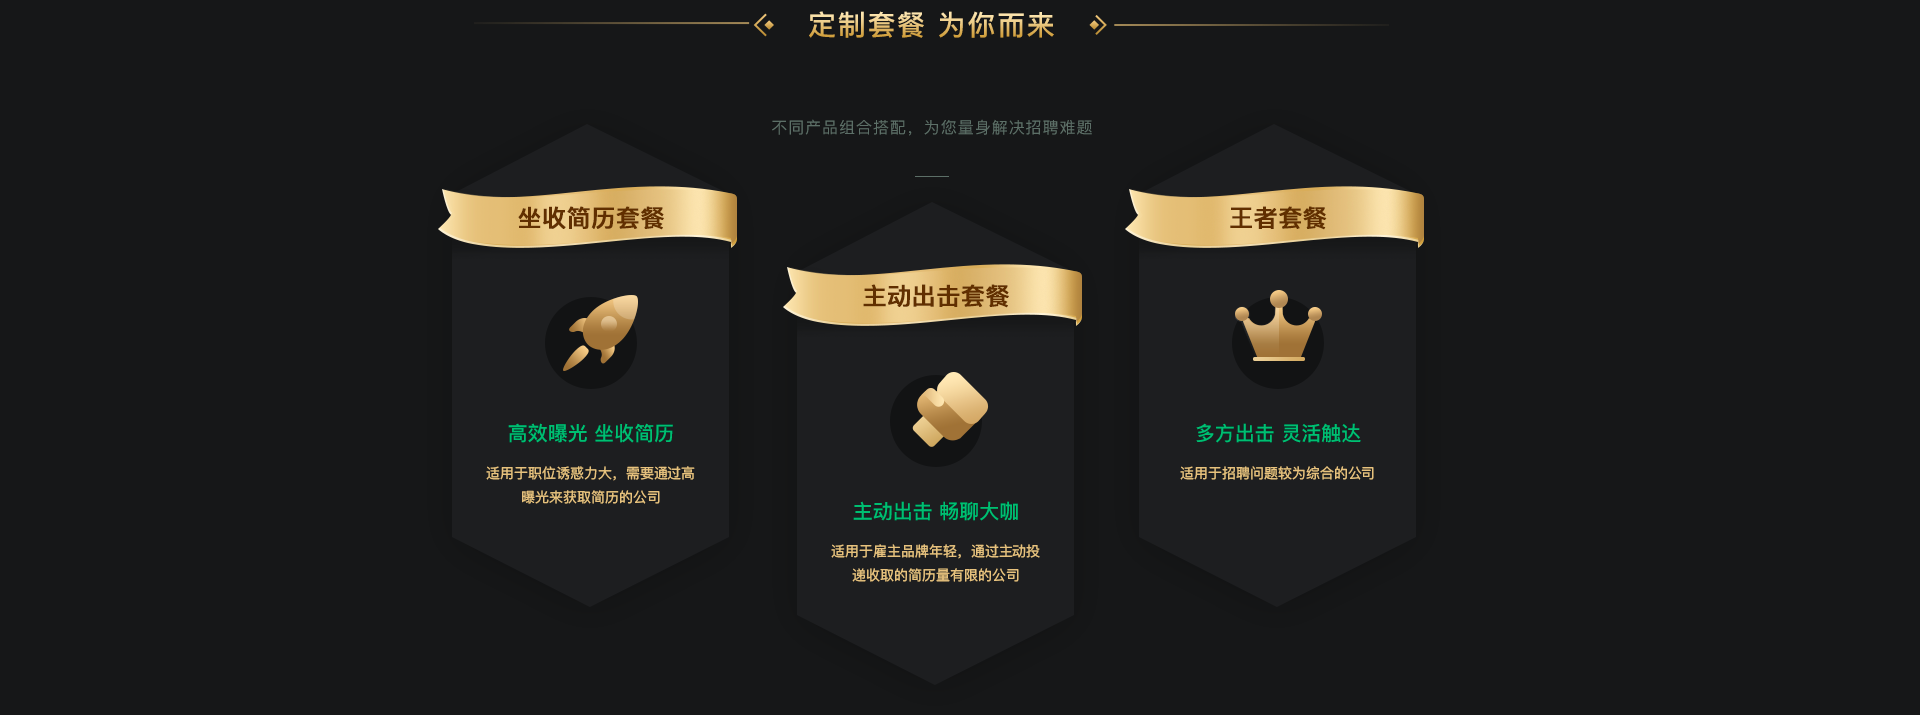 定制套餐 为你而来
不同产品组合搭配，为您量身解决招聘难题
坐收简历套餐
高效曝光 坐收简历
适用于职位诱惑力大，需要通过高
曝光来获取简历的公司
主动出击套餐
主动出击 畅聊大咖
适用于雇主品牌年轻，通过主动投
递收取的简历量有限的公司
王者套餐
多方出击 灵活触达
适用于招聘问题较为综合的公司